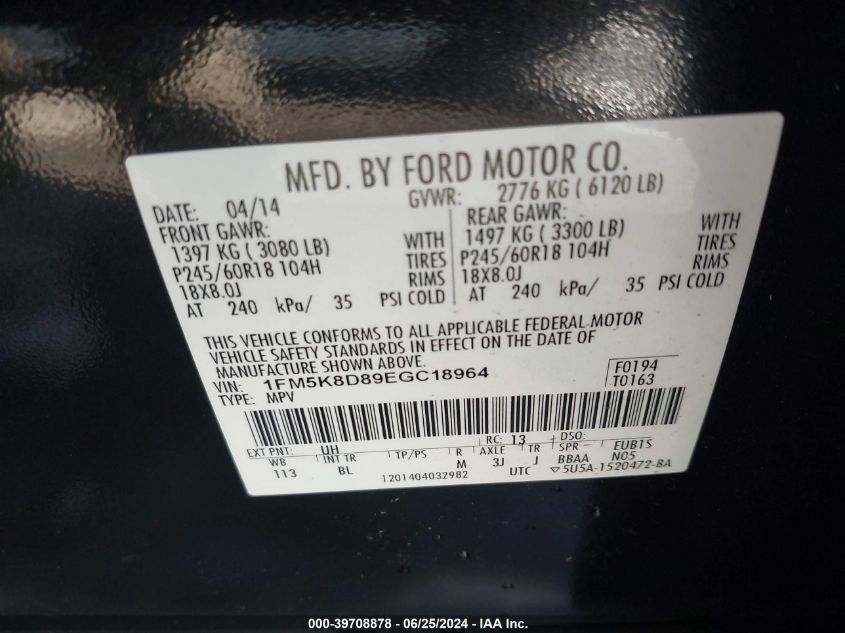 MFD. BY FORD MOTOR CO.
DATE: 04/14 GVWR: 2776 KG ( 6120 LB)
FRONT GAWR: REAR GAWR:
1397 KG ( 3080 LB) WITH 1497 KG ( 3300 LB) WITH
P245/60R18 104H TIRES P245/60R18 104H TIRES
18X8.0J RIMS 18X8.0J RIMS
AT 240 kPa/ 35 PSI COLD AT 240 kPa/ 35 PSI COLD
THIS VEHICLE CONFORMS TO ALL APPLICABLE FEDERAL MOTOR
VEHICLE SAFETY STANDARDS IN EFFECT ON THE DATE OF
MANUFACTURE SHOWN ABOVE.
VIN: 1FM5K8D89EGC18964 F0194
TYPE: MPV T0163
EXT PNT: UH RC: 13 DSO:
WB INT TR TP/PS R AXLE TR SPR EUB1S
113 BL M 3J J BBAA N05
1201404032982 UTC ▽5U5A-1520472-BA
000-39708878 - 06/25/2024 - IAAI.com.